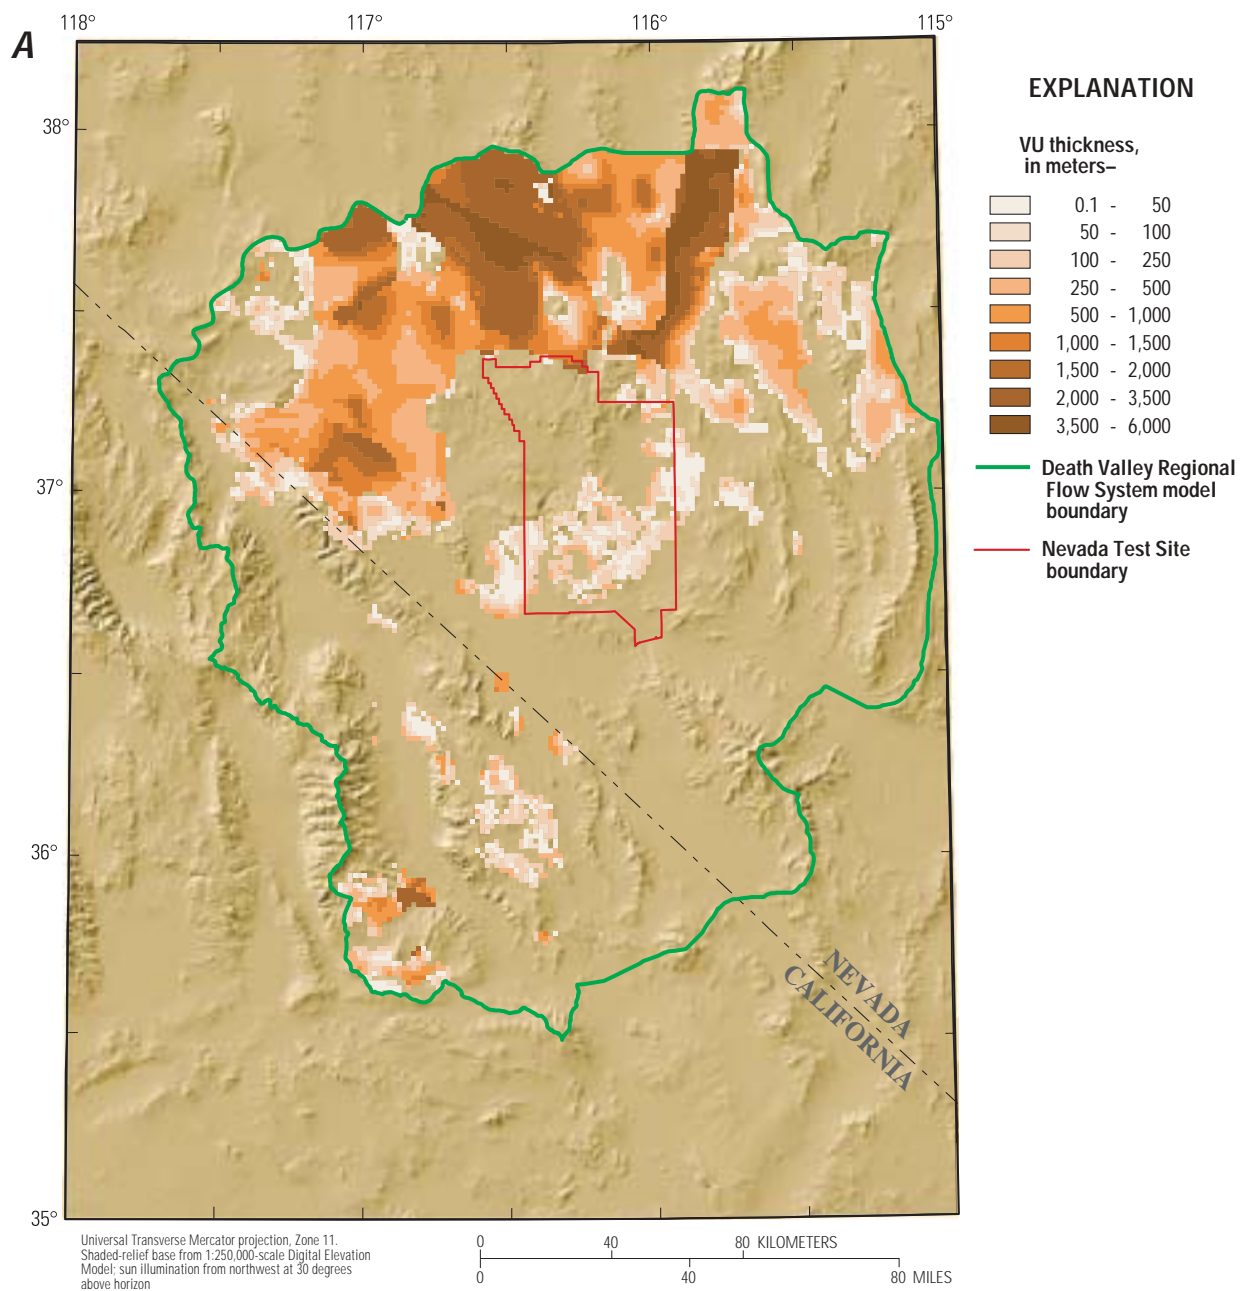 A
118°
117°
116°
115°
38°
37°
36°
35°
EXPLANATION
VU thickness,
in meters–
0.1 - 50
50 - 100
100 - 250
250 - 500
500 - 1,000
1,000 - 1,500
1,500 - 2,000
2,000 - 3,500
3,500 - 6,000
Death Valley Regional
Flow System model
boundary
Nevada Test Site
boundary
NEVADA
CALIFORNIA
Universal Transverse Mercator projection, Zone 11.
Shaded-relief base from 1:250,000-scale Digital Elevation
Model; sun illumination from northwest at 30 degrees
above horizon
0 40 80 KILOMETERS
0 40 80 MILES